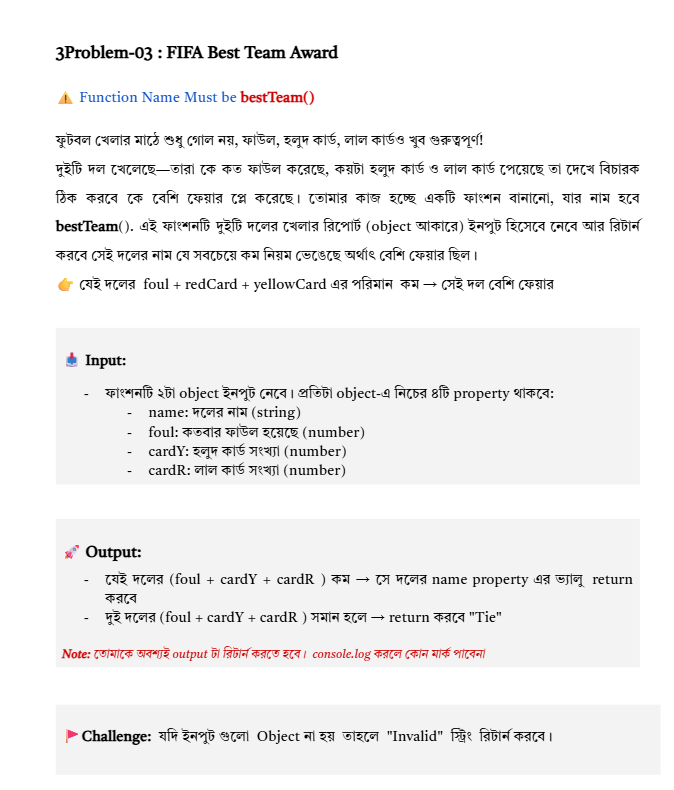 3Problem-03 : FIFA Best Team Award
⚠️ Function Name Must be bestTeam()
ফুটবল খেলার মাঠে শুধু গোল নয়, ফাউল, হলুদ কার্ড, লাল কার্ডও খুব গুরুত্বপূর্ণ!
দুইটি দল খেলেছে—তারা কে কত ফাউল করেছে, কয়টা হলুদ কার্ড ও লাল কার্ড পেয়েছে তা দেখে বিচারক
ঠিক করবে কে বেশি ফেয়ার প্লে করেছে। তোমার কাজ হচ্ছে একটি ফাংশন বানানো, যার নাম হবে
bestTeam(). এই ফাংশনটি দুইটি দলের খেলার রিপোর্ট (object আকারে) ইনপুট হিসেবে নেবে আর রিটার্ন
করবে সেই দলের নাম যে সবচেয়ে কম নিয়ম ভেঙেছে অর্থাৎ বেশি ফেয়ার ছিল।
👉 যেই দলের foul + redCard + yellowCard এর পরিমান কম → সেই দল বেশি ফেয়ার
📥 Input:
- ফাংশনটি ২টা object ইনপুট নেবে। প্রতিটা object-এ নিচের ৪টি property থাকবে:
- name: দলের নাম (string)
- foul: কতবার ফাউল হয়েছে (number)
- cardY: হলুদ কার্ড সংখ্যা (number)
- cardR: লাল কার্ড সংখ্যা (number)
🚀 Output:
- যেই দলের (foul + cardY + cardR ) কম → সে দলের name property এর ভ্যালু return
করবে
- দুই দলের (foul + cardY + cardR ) সমান হলে → return করবে "Tie"
Note: তোমাকে অবশ্যই output টা রিটার্ন করতে হবে। console.log করলে কোন মার্ক পাবেনা
🚩 Challenge: যদি ইনপুট গুলো Object না হয় তাহলে "Invalid" স্ট্রিং রিটার্ন করবে।